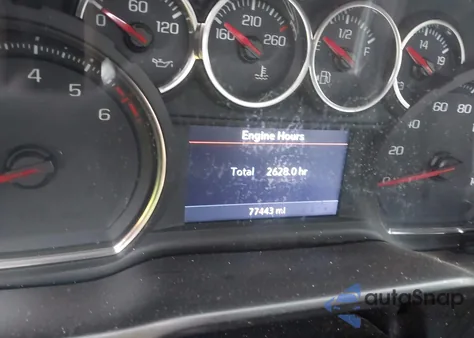 0 60 120
160 210 260
E 1/2 F
14 19
4 5 6
Engine Hours
Total 2628.0 hr
77443 mi
0 20 40 60 80
autoSnap